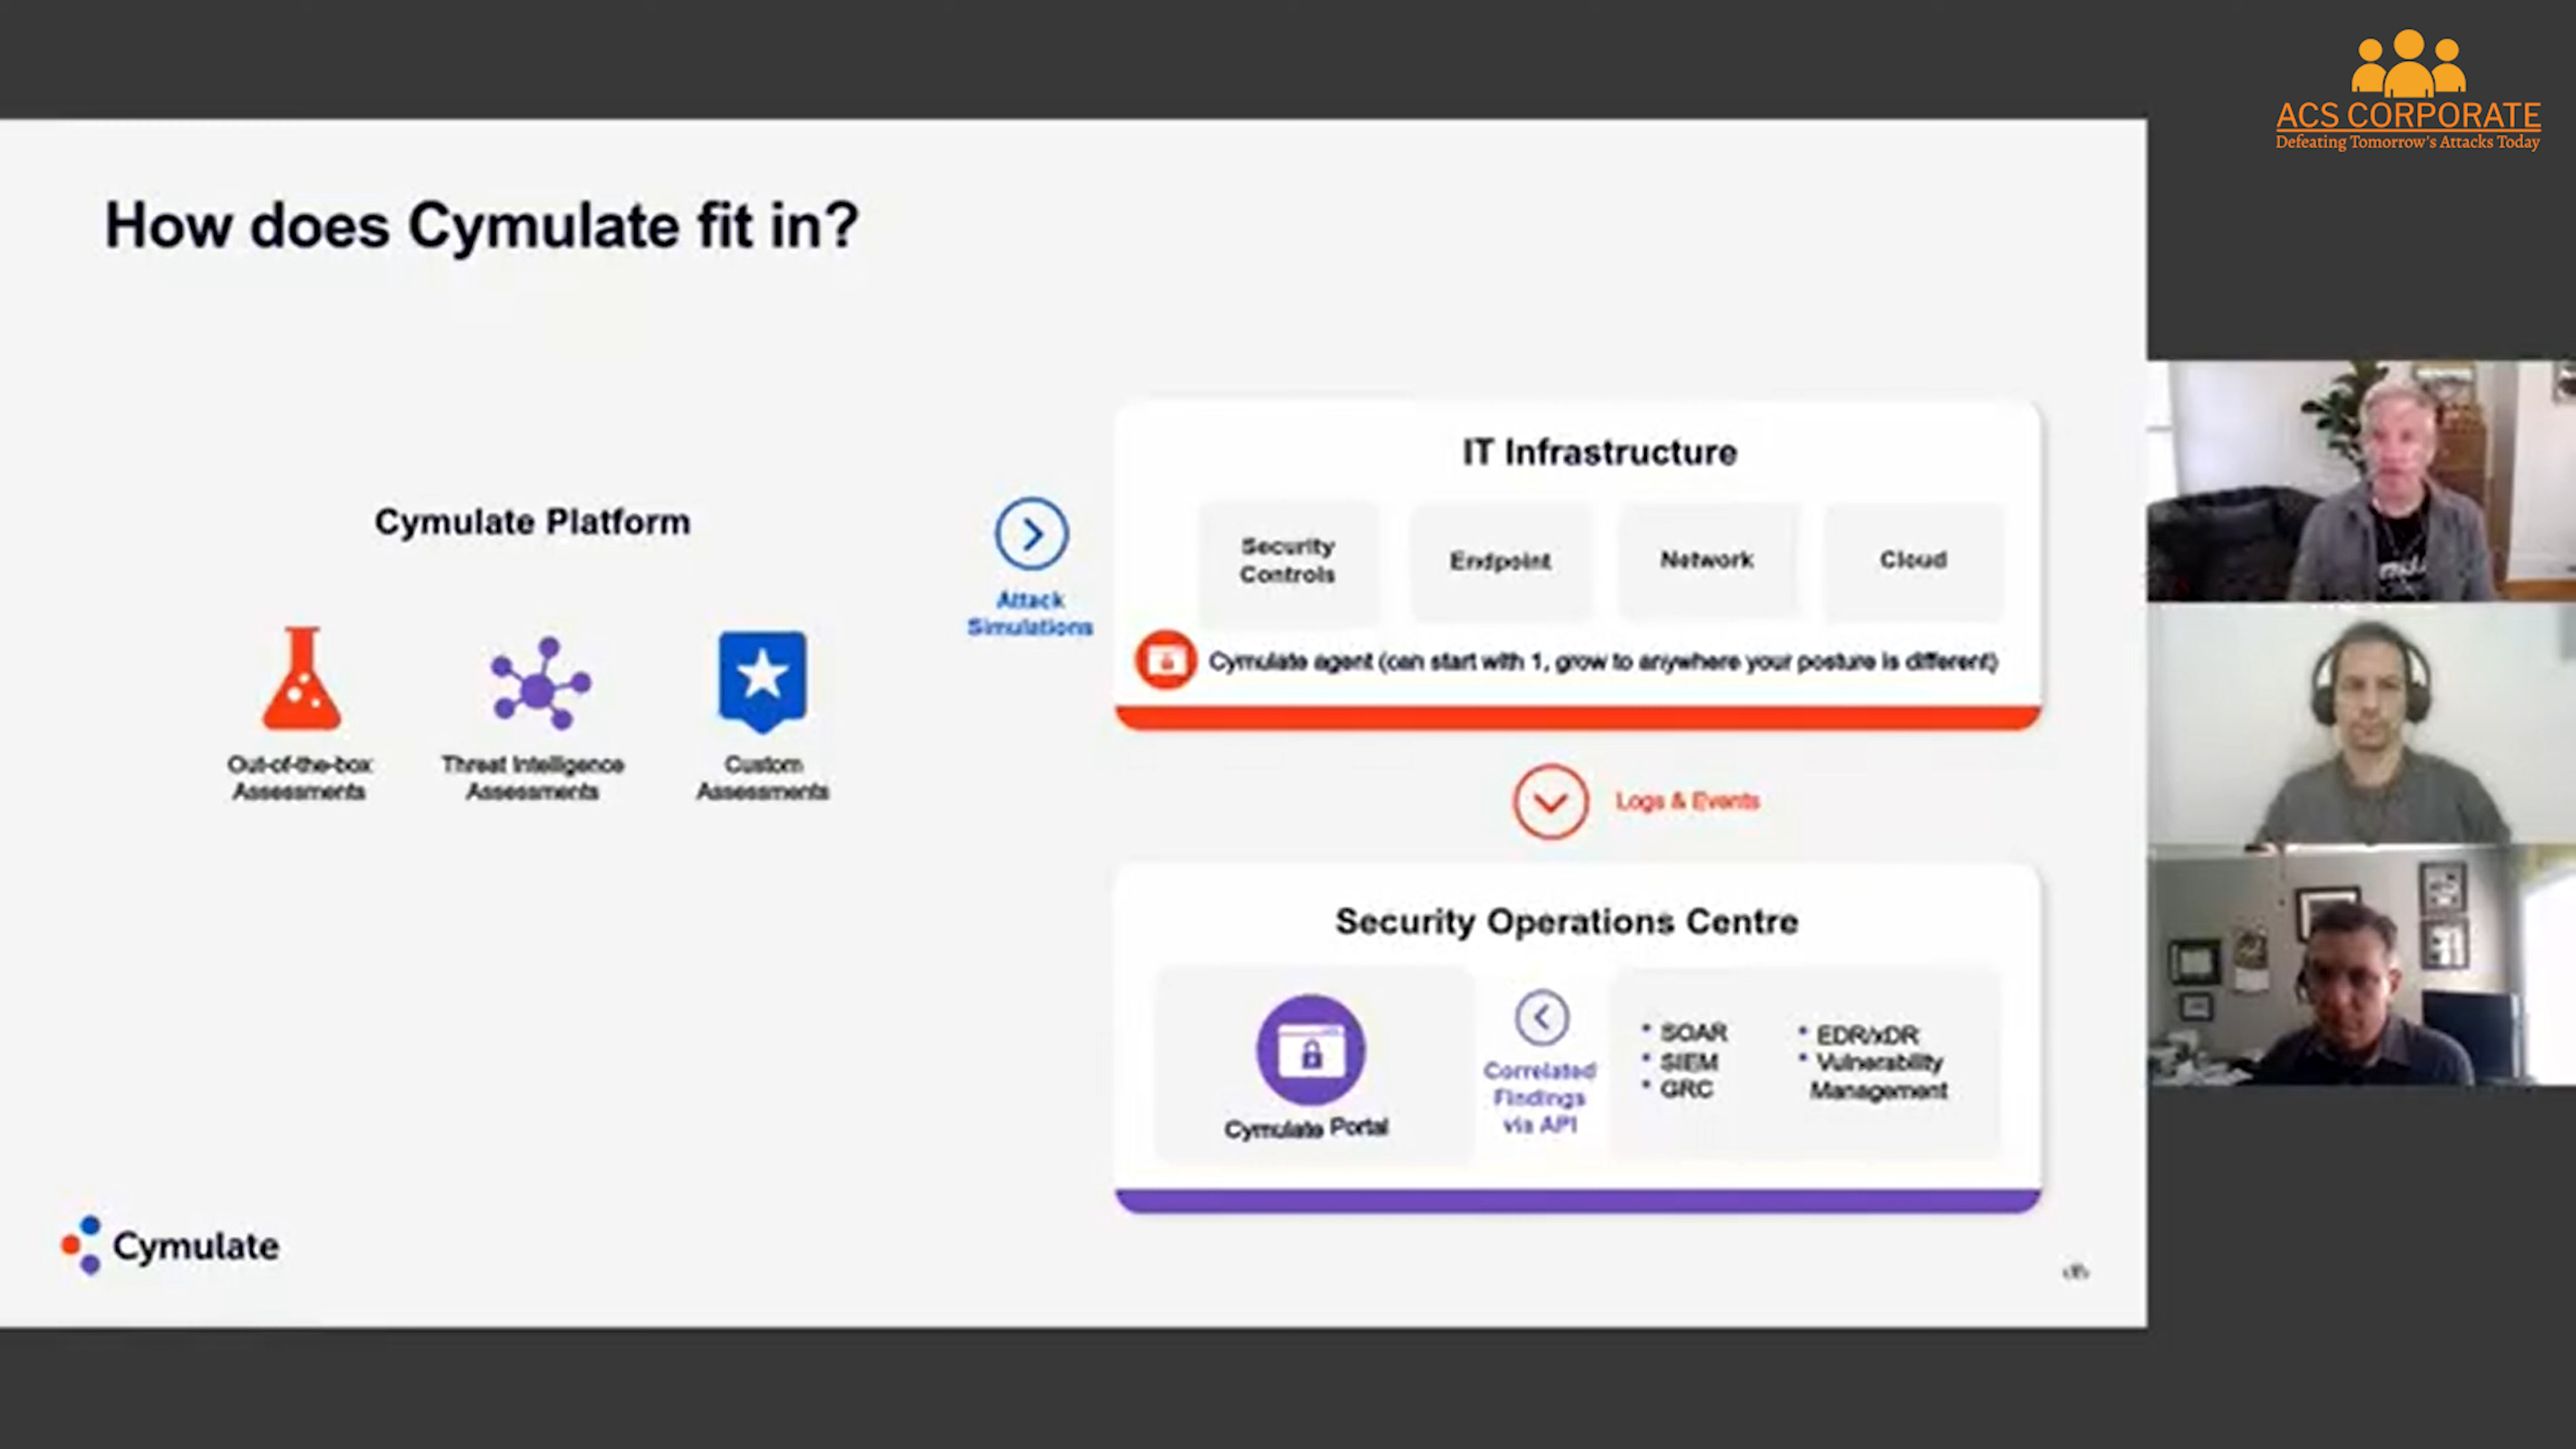 ACS CORPORATE
Defeating Tomorrow's Attacks Today
How does Cymulate fit in?
Cymulate Platform
Out-of-the-box
Assessments
Threat Intelligence
Assessments
Custom
Assessments
Attack
Simulations
IT Infrastructure
Security
Controls
Endpoint
Network
Cloud
Cymulate agent (can start with 1, grow to anywhere your posture is different)
Logs & Events
Security Operations Centre
Cymulate Portal
Correlated
Findings
via API
• SOAR
• SIEM
• GRC
• EDR/xDR
• Vulnerability
Management
Cymulate